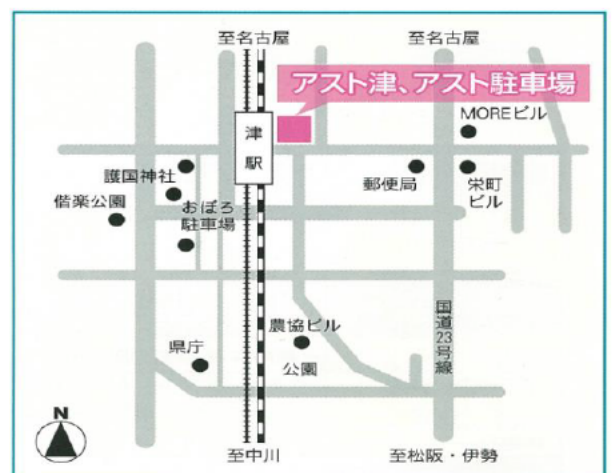 至名古屋
至名古屋
アスト津、アスト駐車場
MOREビル
津駅
護国神社
郵便局
栄町
ビル
偕楽公園
おぼろ
駐車場
国道23号線
農協ビル
県庁
公園
N
至中川
至松阪・伊勢